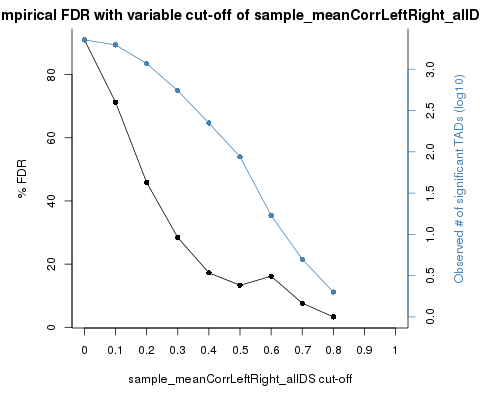 mpirical FDR with variable cut-off of sample_meanCorrLeftRight_allD
% FDR
0
20
40
60
80
0 0.1 0.2 0.3 0.4 0.5 0.6 0.7 0.8 0.9 1
sample_meanCorrLeftRight_allDS cut-off
0.0
0.5
1.0
1.5
2.0
2.5
3.0
Observed # of significant TADs (log10)